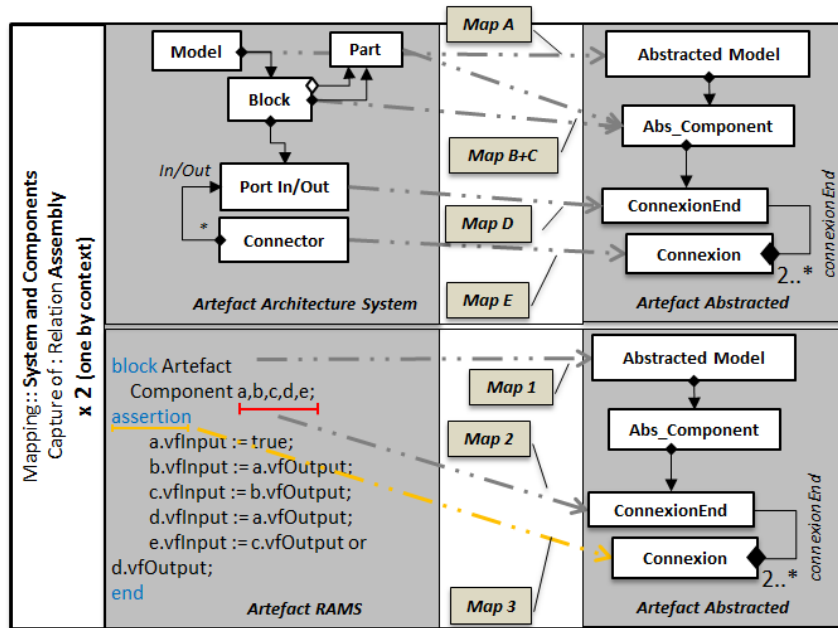 Mapping:: System and Components
Capture of : Relation Assembly
x 2 (one by context)
Model
Part
Block
In/Out
Port In/Out
*
Connector
Artefact Architecture System
Map A
Map B+C
Map D
Map E
Abstracted Model
Abs_Component
ConnexionEnd
Connexion
2..*
connexionEnd
Artefact Abstracted
block Artefact
Component a,b,c,d,e;
assertion
a.vfInput := true;
b.vfInput := a.vfOutput;
c.vfInput := b.vfOutput;
d.vfInput := a.vfOutput;
e.vfInput := c.vfOutput or
d.vfOutput;
end
Artefact RAMS
Map 1
Map 2
Map 3
Abstracted Model
Abs_Component
ConnexionEnd
Connexion
2..*
connexionEnd
Artefact Abstracted